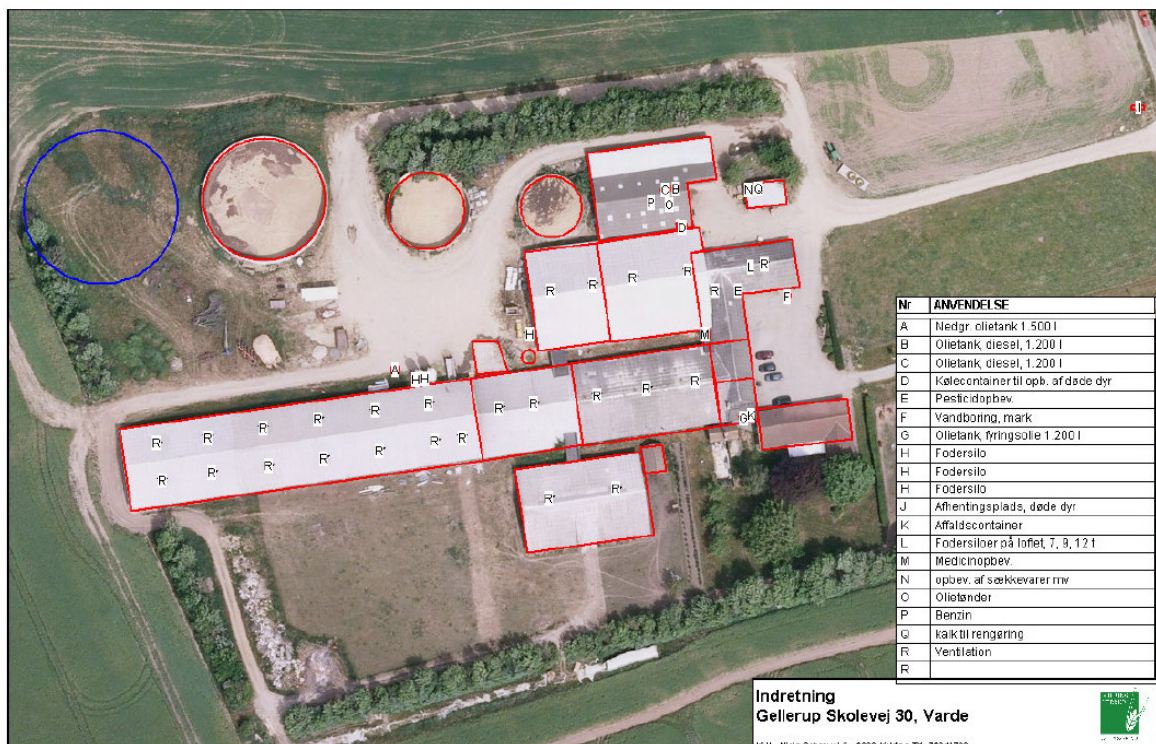 I
C B
P
O
N Q
D
L R
R R R R R E F
H M
A
H H
R R R R R R R R R R
R R R R R R R G K
R R
Nr ANVENDELSE
A Nedgr. olietank 1.500 l
B Olietank, diesel, 1.200 l
C Olietank, diesel, 1.200 l
D Kølecontainer til opb. af døde dyr
E Pesticidopbev.
F Vandboring, mark
G Olietank, fyringsolie 1.200 l
H Fodersilo
H Fodersilo
H Fodersilo
J Afhentingsplads, døde dyr
K Affaldscontainer
L Fodersiloer på loftet, 7, 9, 12 t
M Medicinopbev.
N opbev. af sækkevarer mv
O Olietønder
P Benzin
Q kalk til rengøring
R Ventilation
R
Indretning
Gellerup Skolevej 30, Varde